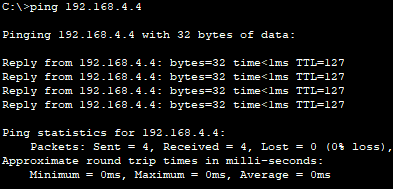 C:\>ping 192.168.4.4
Pinging 192.168.4.4 with 32 bytes of data:
Reply from 192.168.4.4: bytes=32 time<1ms TTL=127
Reply from 192.168.4.4: bytes=32 time<1ms TTL=127
Reply from 192.168.4.4: bytes=32 time<1ms TTL=127
Reply from 192.168.4.4: bytes=32 time<1ms TTL=127
Ping statistics for 192.168.4.4:
Packets: Sent = 4, Received = 4, Lost = 0 (0% loss),
Approximate round trip times in milli-seconds:
Minimum = 0ms, Maximum = 0ms, Average = 0ms